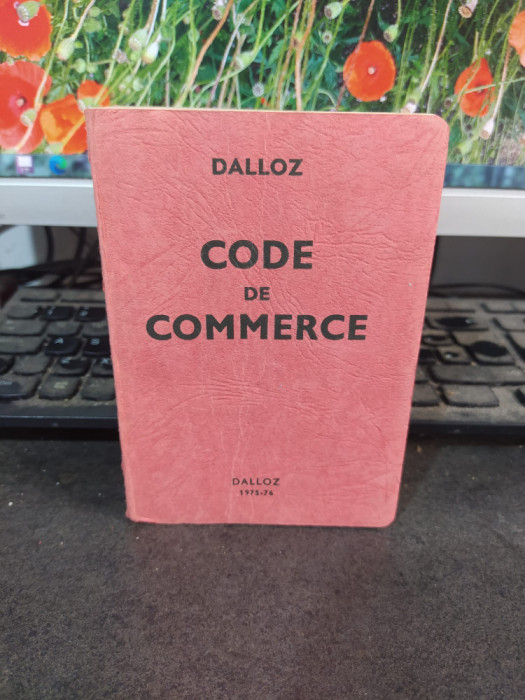 DALLOZ
CODE
DE
COMMERCE
DALLOZ
1975-76